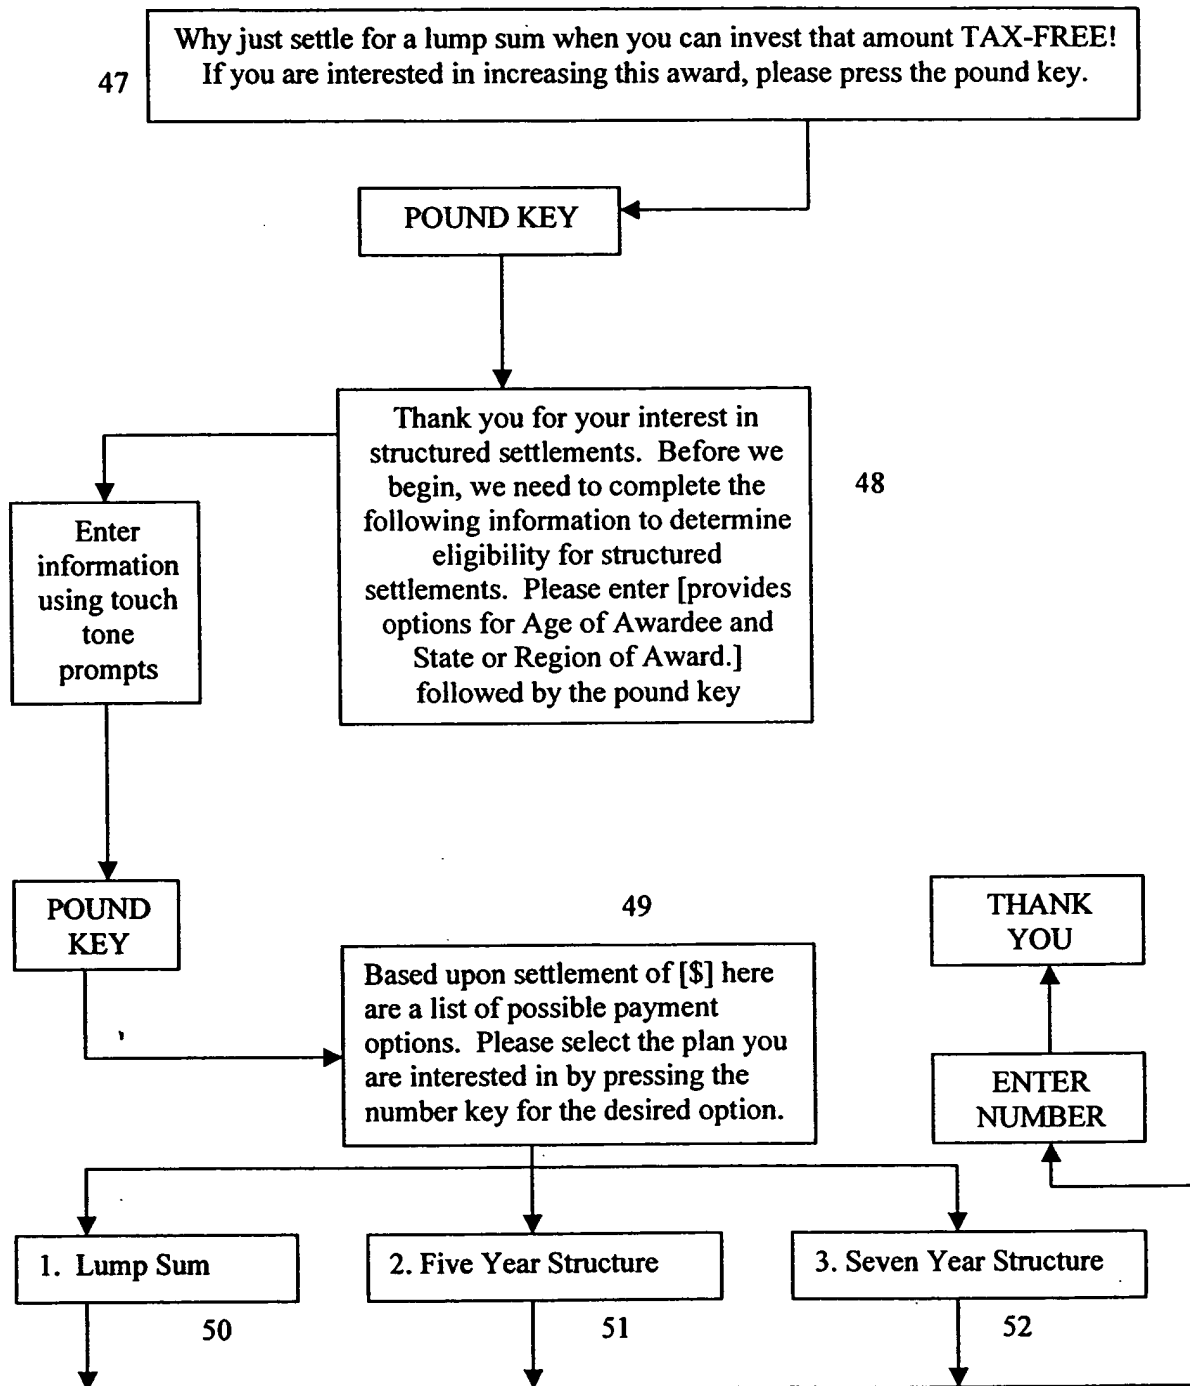 Why just settle for a lump sum when you can invest that amount TAX-FREE!
If you are interested in increasing this award, please press the pound key.
47
POUND KEY
Thank you for your interest in
structured settlements. Before we
begin, we need to complete the
following information to determine
eligibility for structured
settlements. Please enter [provides
options for Age of Awardee and
State or Region of Award.]
followed by the pound key
48
Enter
information
using touch
tone
prompts
POUND
KEY
49
Based upon settlement of [$] here
are a list of possible payment
options. Please select the plan you
are interested in by pressing the
number key for the desired option.
THANK
YOU
ENTER
NUMBER
1. Lump Sum
2. Five Year Structure
3. Seven Year Structure
50
51
52